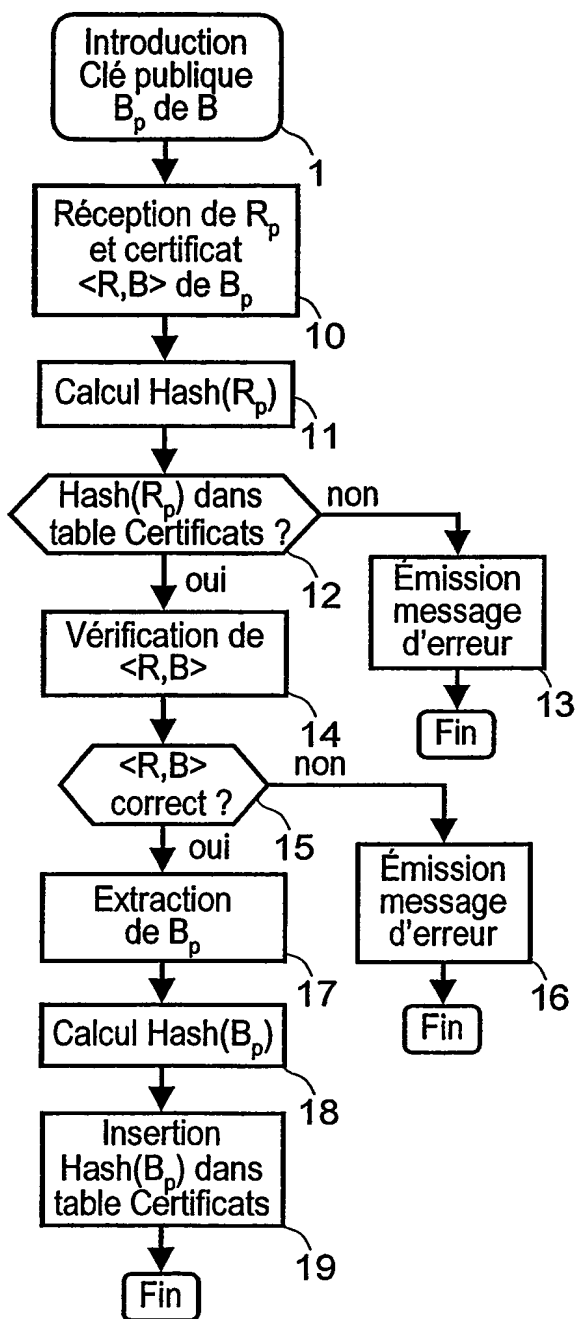 Introduction
Clé publique
Bp de B
1
Réception de Rp
et certificat
<R,B> de Bp
10
Calcul Hash(Rp)
11
Hash(Rp) dans
table Certificats ?
non
12
oui
Émission
message
d'erreur
13
Fin
Vérification de
<R,B>
14
<R,B>
correct ?
non
15
oui
Émission
message
d'erreur
16
Fin
Extraction
de Bp
17
Calcul Hash(Bp)
18
Insertion
Hash(Bp) dans
table Certificats
19
Fin